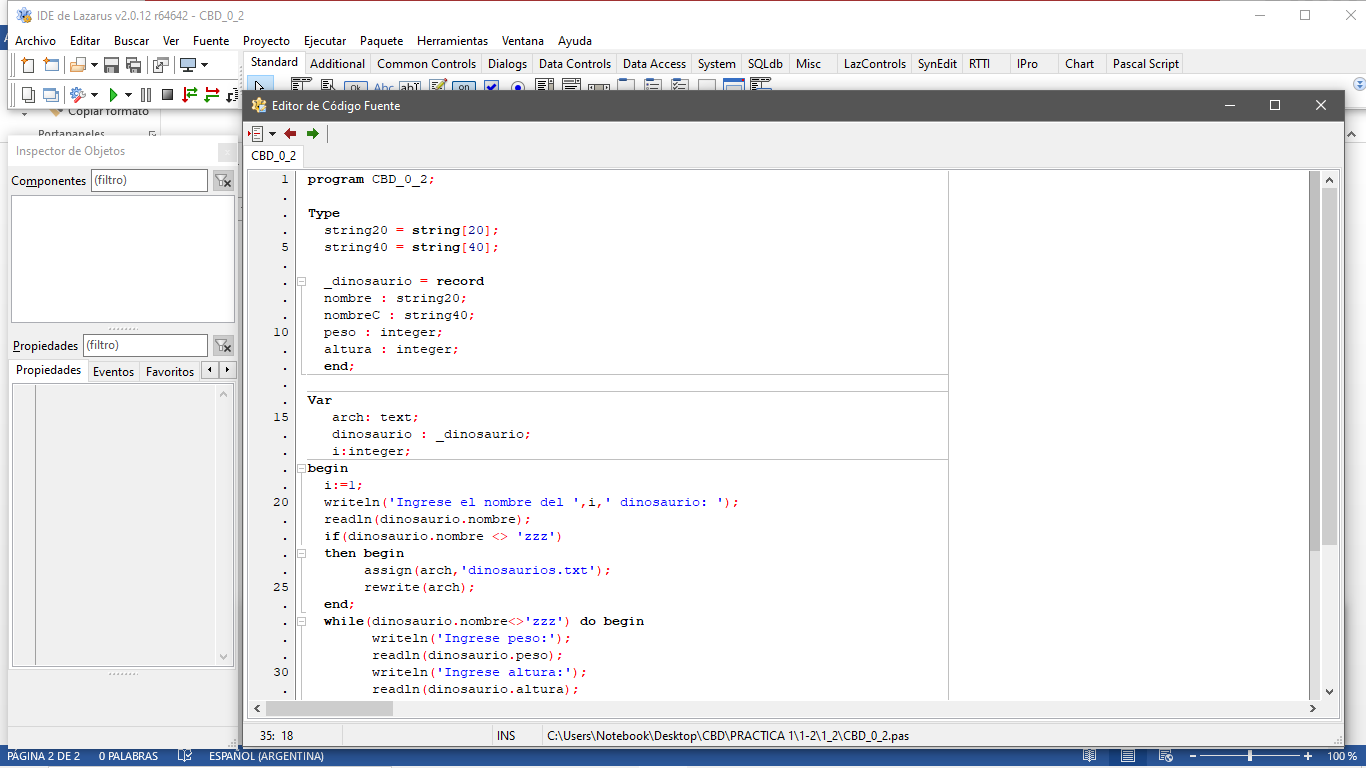 IDE de Lazarus v2.0.12 r64642 - CBD_0_2
Archivo Editar Buscar Ver Fuente Proyecto Ejecutar Paquete Herramientas Ventana Ayuda
Standard Additional Common Controls Dialogs Data Controls Data Access System SQLdb Misc LazControls SynEdit RTTI IPro Chart Pascal Script
Copiar formato
Portapapeles
Editor de Código Fuente
Inspector de Objetos
Componentes (filtro)
Propiedades (filtro)
Propiedades Eventos Favoritos
CBD_0_2
1 program CBD_0_2;
.
. Type
. string20 = string[20];
5 string40 = string[40];
.
. _dinosaurio = record
. nombre : string20;
. nombreC : string40;
10 peso : integer;
. altura : integer;
. end;
.
. Var
15 arch: text;
. dinosaurio : _dinosaurio;
. i:integer;
. begin
. i:=1;
20 writeln('Ingrese el nombre del ',i,' dinosaurio: ');
. readln(dinosaurio.nombre);
. if(dinosaurio.nombre <> 'zzz')
. then begin
. assign(arch,'dinosaurios.txt');
25 rewrite(arch);
. end;
. while(dinosaurio.nombre<>'zzz') do begin
. writeln('Ingrese peso:');
. readln(dinosaurio.peso);
30 writeln('Ingrese altura:');
. readln(dinosaurio.altura);
35: 18 INS C:\Users\Notebook\Desktop\CBD\PRACTICA 1\1-2\1_2\CBD_0_2.pas
PÁGINA 2 DE 2 0 PALABRAS ESPAÑOL (ARGENTINA) 100 %